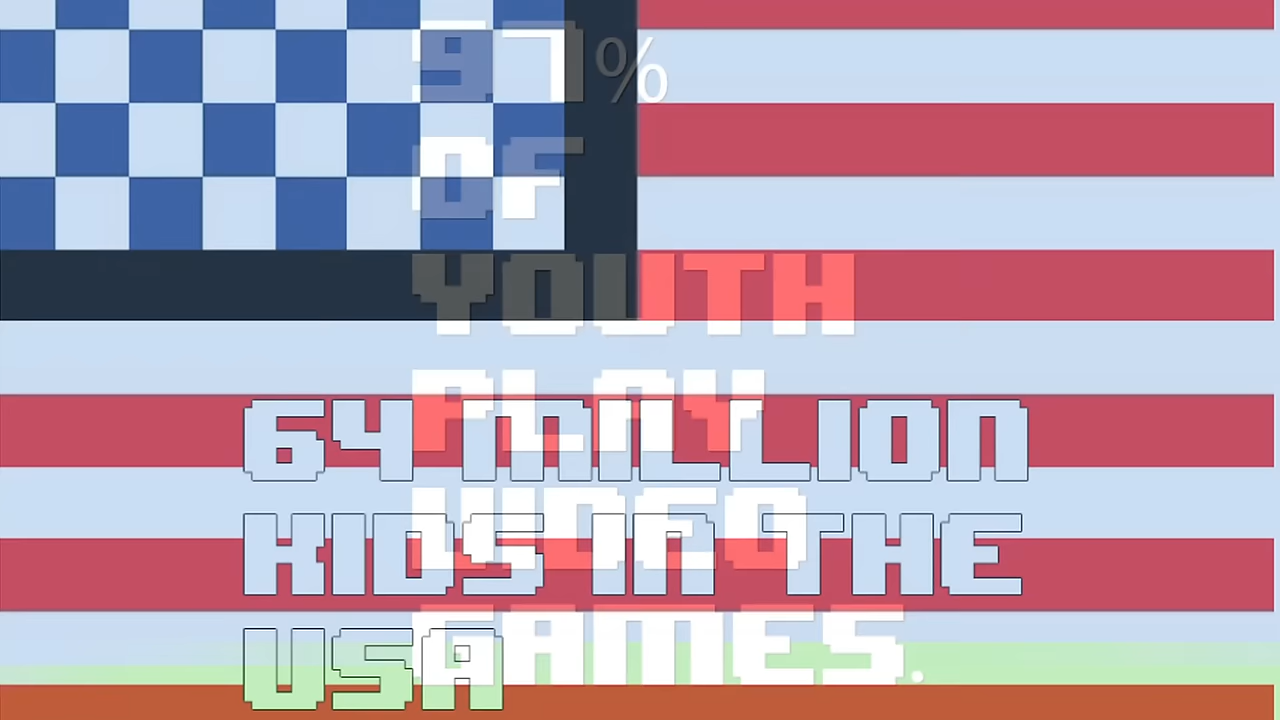 97%
OF
YOUTH
PLAY
VIDEO
GAMES.
64 MILLION
KIDS IN THE
USA